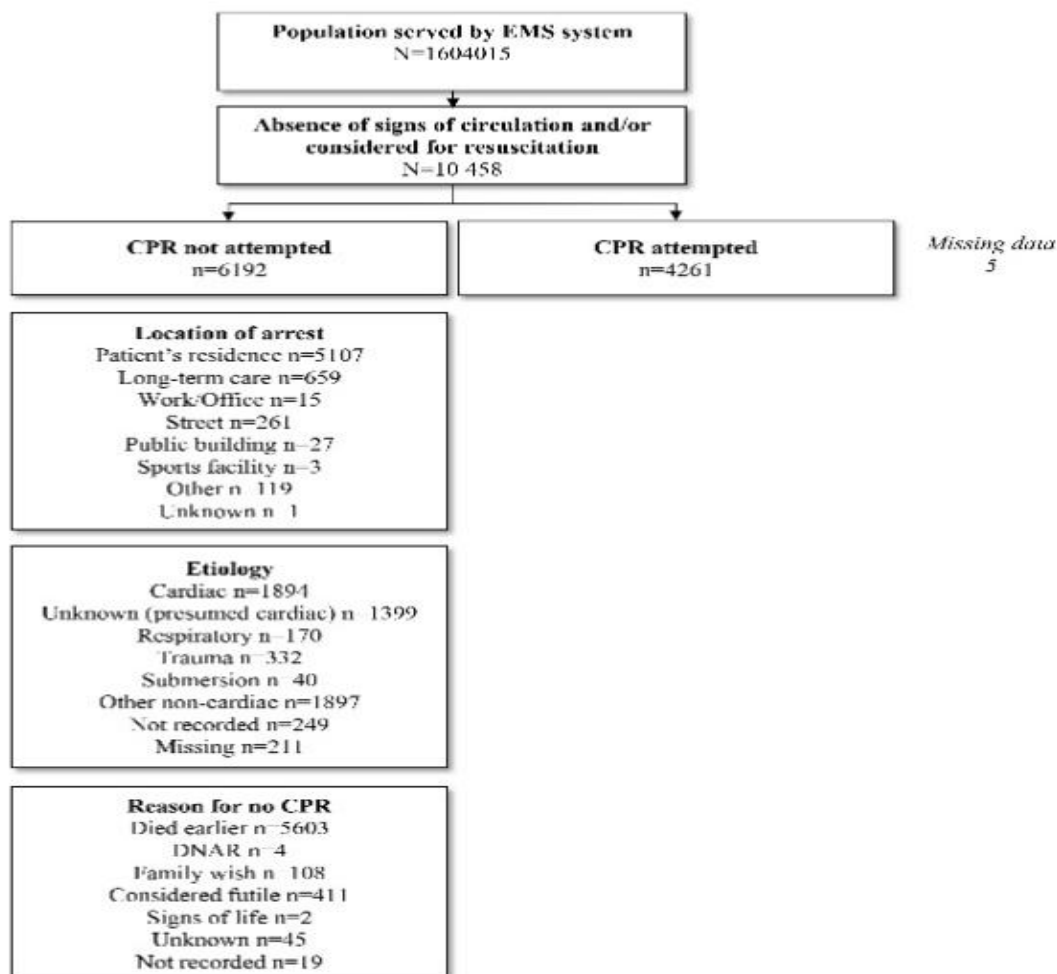 Population served by EMS system
N=1604015
Absence of signs of circulation and/or
considered for resuscitation
N=10 458
CPR not attempted
n=6192
CPR attempted
n=4261
Missing data
5
Location of arrest
Patient's residence n=5107
Long-term care n=659
Work/Office n=15
Street n=261
Public building n=27
Sports facility n=3
Other n=119
Unknown n=1
Etiology
Cardiac n=1894
Unknown (presumed cardiac) n=1399
Respiratory n=170
Trauma n=332
Submersion n=40
Other non-cardiac n=1897
Not recorded n=249
Missing n=211
Reason for no CPR
Died earlier n=5603
DNAR n=4
Family wish n=108
Considered futile n=411
Signs of life n=2
Unknown n=45
Not recorded n=19